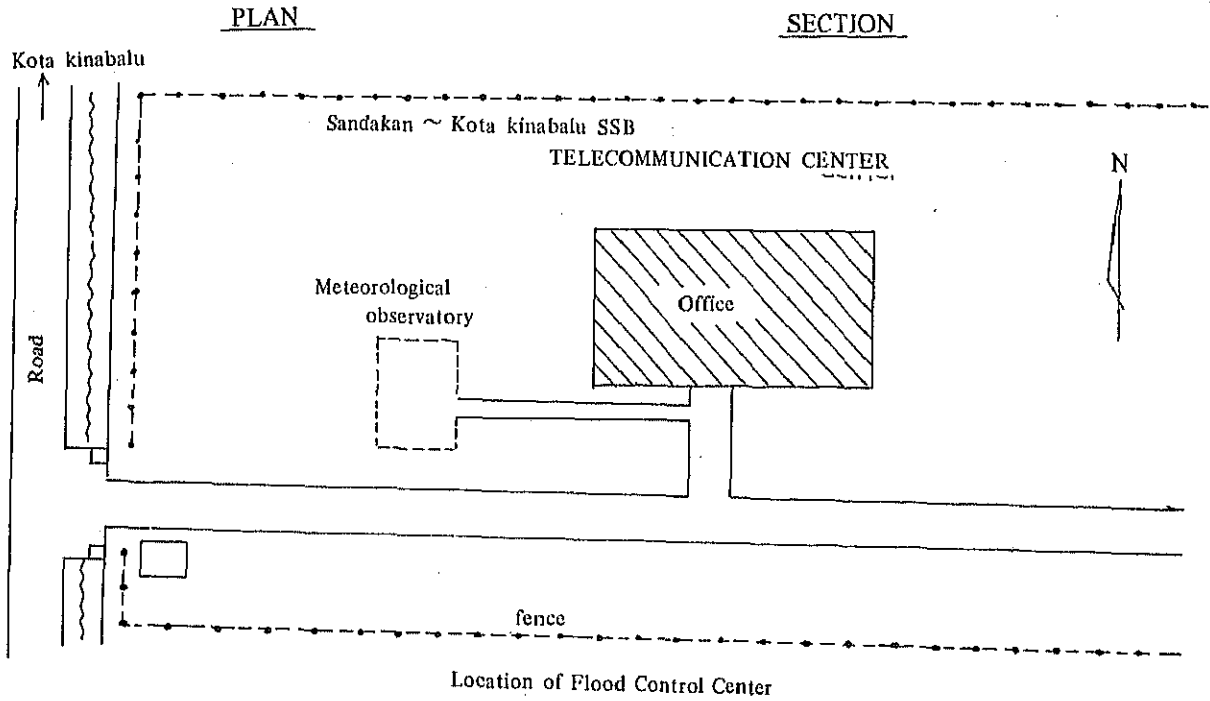 PLAN
SECTION
Kota kinabalu
Sandakan ~ Kota kinabalu SSB
TELECOMMUNICATION CENTER
N
Meteorological
observatory
Office
Road
fence
Location of Flood Control Center